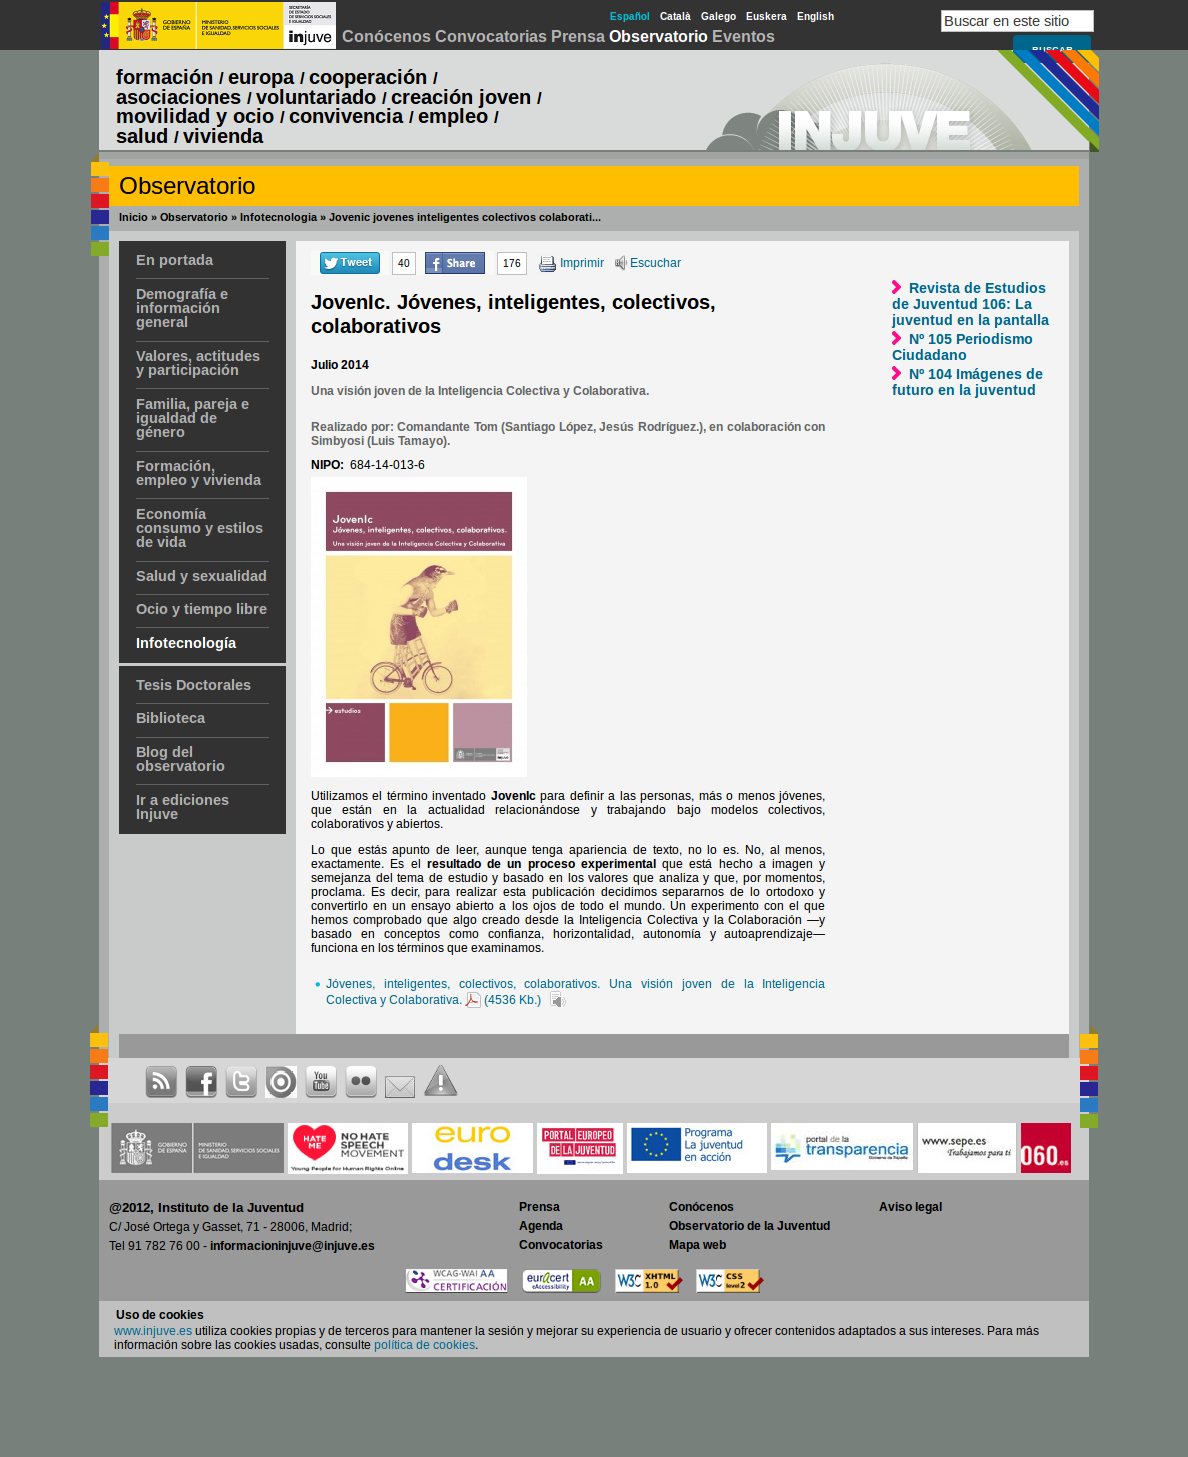 GOBIERNO DE ESPAÑA
MINISTERIO DE SANIDAD, SERVICIOS SOCIALES E IGUALDAD
SECRETARÍA DE ESTADO DE SERVICIOS SOCIALES E IGUALDAD
injuve
Español Català Galego Euskera English
Conócenos Convocatorias Prensa Observatorio Eventos
Buscar en este sitio
BUSCAR
formación / europa / cooperación /
asociaciones / voluntariado / creación joven /
movilidad y ocio / convivencia / empleo /
salud / vivienda
INJUVE
Observatorio
Inicio » Observatorio » Infotecnologia » Jovenic jovenes inteligentes colectivos colaborati...
En portada
Demografía e
información
general
Valores, actitudes
y participación
Familia, pareja e
igualdad de
género
Formación,
empleo y vivienda
Economía
consumo y estilos
de vida
Salud y sexualidad
Ocio y tiempo libre
Infotecnología
Tesis Doctorales
Biblioteca
Blog del
observatorio
Ir a ediciones
Injuve
Tweet 40 Share 176 Imprimir Escuchar
JovenIc. Jóvenes, inteligentes, colectivos,
colaborativos
Julio 2014
Una visión joven de la Inteligencia Colectiva y Colaborativa.
Realizado por: Comandante Tom (Santiago López, Jesús Rodríguez.), en colaboración con
Simbyosi (Luis Tamayo).
NIPO: 684-14-013-6
JovenIc
Jóvenes, inteligentes, colectivos, colaborativos.
Una visión joven de la Inteligencia Colectiva y Colaborativa
estudios
Utilizamos el término inventado JovenIc para definir a las personas, más o menos jóvenes,
que están en la actualidad relacionándose y trabajando bajo modelos colectivos,
colaborativos y abiertos.
Lo que estás apunto de leer, aunque tenga apariencia de texto, no lo es. No, al menos,
exactamente. Es el resultado de un proceso experimental que está hecho a imagen y
semejanza del tema de estudio y basado en los valores que analiza y que, por momentos,
proclama. Es decir, para realizar esta publicación decidimos separarnos de lo ortodoxo y
convertirlo en un ensayo abierto a los ojos de todo el mundo. Un experimento con el que
hemos comprobado que algo creado desde la Inteligencia Colectiva y la Colaboración —y
basado en conceptos como confianza, horizontalidad, autonomía y autoaprendizaje—
funciona en los términos que examinamos.
Jóvenes, inteligentes, colectivos, colaborativos. Una visión joven de la Inteligencia
Colectiva y Colaborativa. (4536 Kb.)
Revista de Estudios
de Juventud 106: La
juventud en la pantalla
Nº 105 Periodismo
Ciudadano
Nº 104 Imágenes de
futuro en la juventud
You Tube
GOBIERNO DE ESPAÑA
MINISTERIO DE SANIDAD, SERVICIOS SOCIALES E IGUALDAD
HATE ME
NO HATE SPEECH MOVEMENT
Young People for Human Rights Online
euro desk
PORTAL EUROPEO DE LA JUVENTUD
Programa La juventud en acción
portal de la transparencia
Gobierno de España
www.sepe.es
Trabajamos para ti
060.es
@2012, Instituto de la Juventud
C/ José Ortega y Gasset, 71 - 28006, Madrid;
Tel 91 782 76 00 - informacioninjuve@injuve.es
Prensa
Agenda
Convocatorias
Conócenos
Observatorio de la Juventud
Mapa web
Aviso legal
WCAG-WAI AA
CERTIFICACIÓN
euracert
eAccessibility
AA
W3C XHTML 1.0
W3C CSS level 2
Uso de cookies
www.injuve.es utiliza cookies propias y de terceros para mantener la sesión y mejorar su experiencia de usuario y ofrecer contenidos adaptados a sus intereses. Para más
información sobre las cookies usadas, consulte política de cookies.